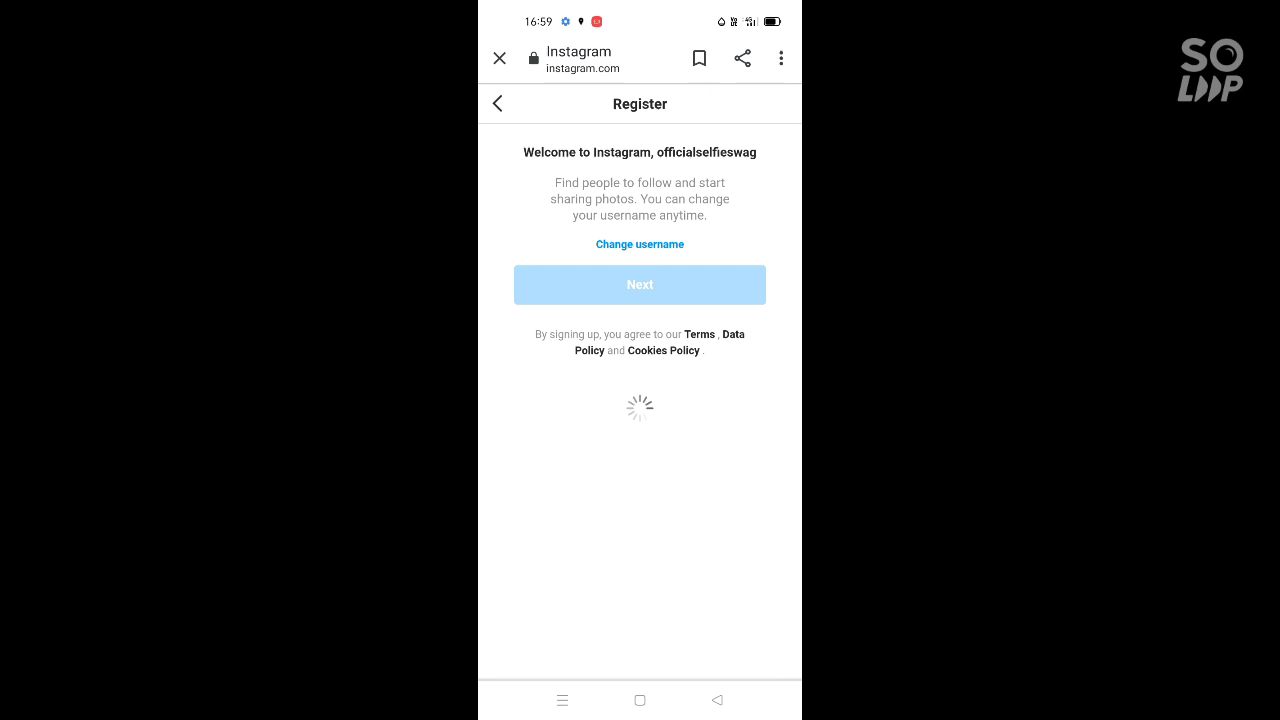 16:59
Instagram
instagram.com
Register
Welcome to Instagram, officialselfieswag
Find people to follow and start
sharing photos. You can change
your username anytime.
Change username
Next
By signing up, you agree to our Terms , Data
Policy and Cookies Policy .
SO
LOOP